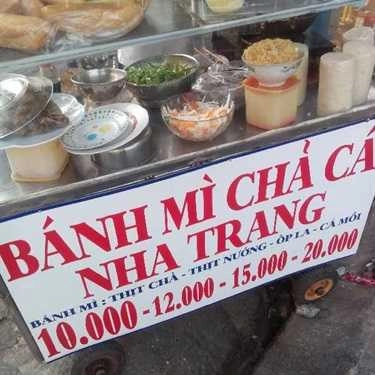 BÁNH MÌ CHẢ CÁ
NHA TRANG
BÁNH MÌ : THỊT CHẢ - THỊT NƯỚNG - ỐP LA - CÁ MÒI
10.000 - 12.000 - 15.000 - 20.000